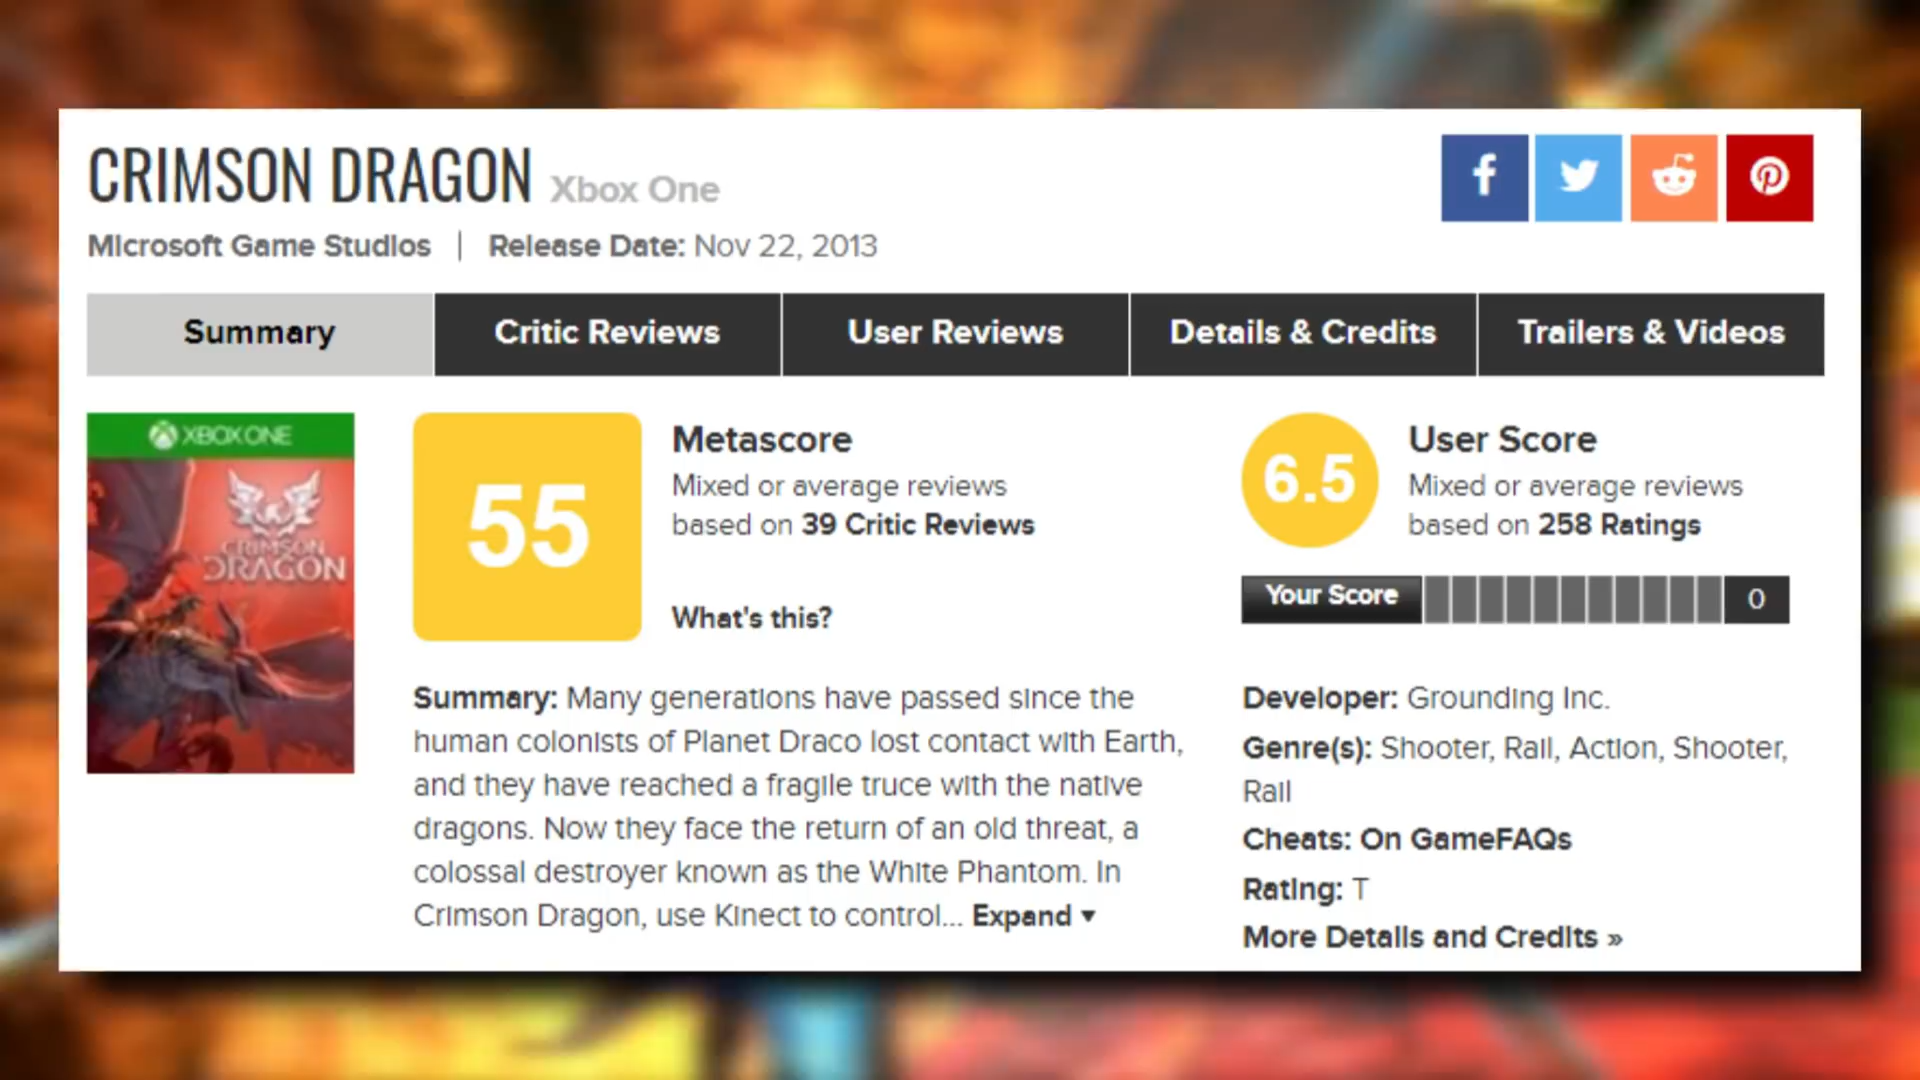 CRIMSON DRAGON Xbox One
Microsoft Game Studios | Release Date: Nov 22, 2013
Summary
Critic Reviews
User Reviews
Details & Credits
Trailers & Videos
XBOX ONE
CRIMSON
DRAGON
55
Metascore
Mixed or average reviews
based on 39 Critic Reviews
What's this?
6.5
User Score
Mixed or average reviews
based on 258 Ratings
Your Score
0
Summary: Many generations have passed since the
human colonists of Planet Draco lost contact with Earth,
and they have reached a fragile truce with the native
dragons. Now they face the return of an old threat, a
colossal destroyer known as the White Phantom. In
Crimson Dragon, use Kinect to control... Expand ▼
Developer: Grounding Inc.
Genre(s): Shooter, Rail, Action, Shooter,
Rail
Cheats: On GameFAQs
Rating: T
More Details and Credits »